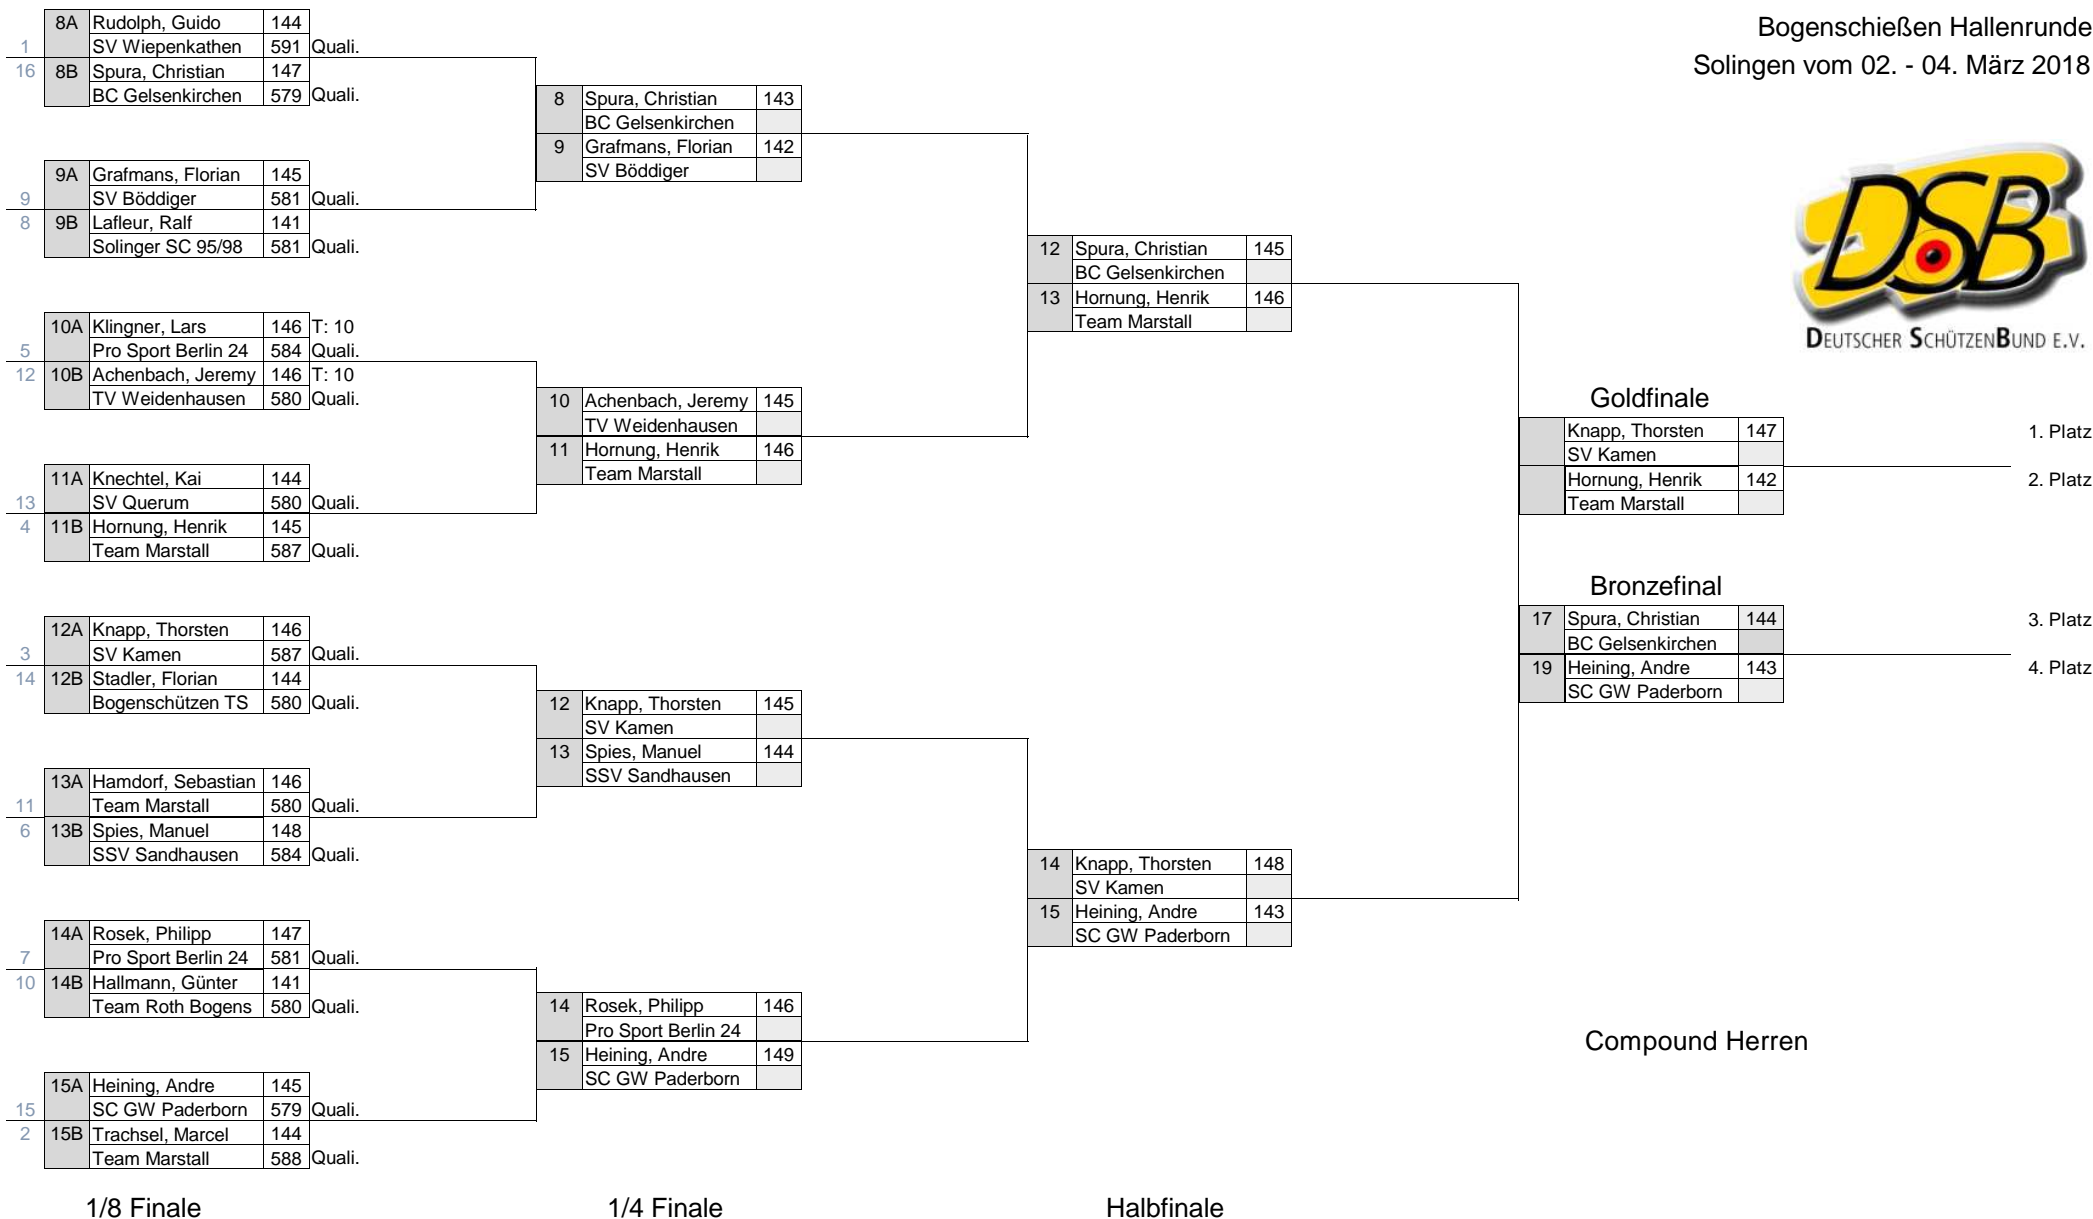 Bogenschießen Hallenrunde
Solingen vom 02. - 04. März 2018
DSB
DEUTSCHER SCHÜTZENBUND E.V.
8A Rudolph, Guido 144
1 SV Wiepenkathen 591 Quali.
16 8B Spura, Christian 147
BC Gelsenkirchen 579 Quali.
9A Grafmans, Florian 145
9 SV Böddiger 581 Quali.
8 9B Lafleur, Ralf 141
Solinger SC 95/98 581 Quali.
10A Klingner, Lars 146 T: 10
5 Pro Sport Berlin 24 584 Quali.
12 10B Achenbach, Jeremy 146 T: 10
TV Weidenhausen 580 Quali.
11A Knechtel, Kai 144
13 SV Querum 580 Quali.
4 11B Hornung, Henrik 145
Team Marstall 587 Quali.
12A Knapp, Thorsten 146
3 SV Kamen 587 Quali.
14 12B Stadler, Florian 144
Bogenschützen TS 580 Quali.
13A Hamdorf, Sebastian 146
11 Team Marstall 580 Quali.
6 13B Spies, Manuel 148
SSV Sandhausen 584 Quali.
14A Rosek, Philipp 147
7 Pro Sport Berlin 24 581 Quali.
10 14B Hallmann, Günter 141
Team Roth Bogens 580 Quali.
15A Heining, Andre 145
15 SC GW Paderborn 579 Quali.
2 15B Trachsel, Marcel 144
Team Marstall 588 Quali.
1/8 Finale
8 Spura, Christian 143
BC Gelsenkirchen
9 Grafmans, Florian 142
SV Böddiger
10 Achenbach, Jeremy 145
TV Weidenhausen
11 Hornung, Henrik 146
Team Marstall
12 Knapp, Thorsten 145
SV Kamen
13 Spies, Manuel 144
SSV Sandhausen
14 Rosek, Philipp 146
Pro Sport Berlin 24
15 Heining, Andre 149
SC GW Paderborn
1/4 Finale
12 Spura, Christian 145
BC Gelsenkirchen
13 Hornung, Henrik 146
Team Marstall
14 Knapp, Thorsten 148
SV Kamen
15 Heining, Andre 143
SC GW Paderborn
Halbfinale
Goldfinale
Knapp, Thorsten 147 1. Platz
SV Kamen
Hornung, Henrik 142 2. Platz
Team Marstall
Bronzefinal
17 Spura, Christian 144 3. Platz
BC Gelsenkirchen
19 Heining, Andre 143 4. Platz
SC GW Paderborn
Compound Herren